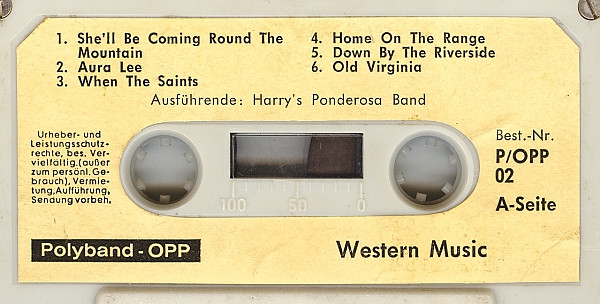 1. She'll Be Coming Round The
Mountain
2. Aura Lee
3. When The Saints
4. Home On The Range
5. Down By The Riverside
6. Old Virginia
Ausführende: Harry's Ponderosa Band
Urheber- und
Leistungsschutz-
rechte, bes. Ver-
vielfältig.(außer
zum persönl. Ge-
brauch), Vermie-
tung, Aufführung,
Sendung vorbeh.
100 50 0
Best.-Nr.
P/OPP
02
A-Seite
Polyband - OPP
Western Music